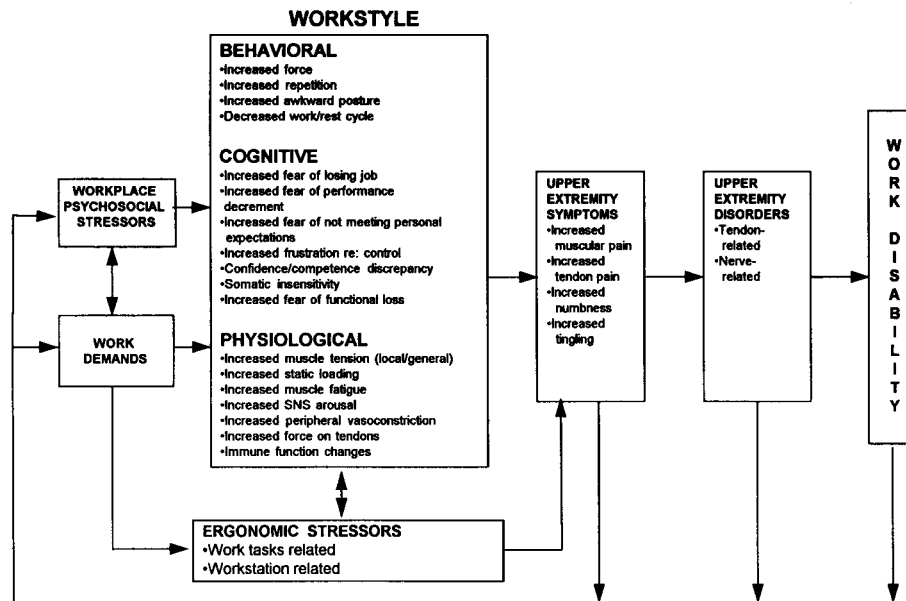 WORKSTYLE
BEHAVIORAL
•Increased force
•Increased repetition
•Increased awkward posture
•Decreased work/rest cycle
COGNITIVE
•Increased fear of losing job
•Increased fear of performance
decrement
•Increased fear of not meeting personal
expectations
•Increased frustration re: control
•Confidence/competence discrepancy
•Somatic insensitivity
•Increased fear of functional loss
PHYSIOLOGICAL
•Increased muscle tension (local/general)
•Increased static loading
•Increased muscle fatigue
•Increased SNS arousal
•Increased peripheral vasoconstriction
•Increased force on tendons
•Immune function changes
WORKPLACE
PSYCHOSOCIAL
STRESSORS
WORK
DEMANDS
ERGONOMIC STRESSORS
•Work tasks related
•Workstation related
UPPER
EXTREMITY
SYMPTOMS
•Increased
muscular pain
•Increased
tendon pain
•Increased
numbness
•Increased
tingling
UPPER
EXTREMITY
DISORDERS
•Tendon-
related
•Nerve-
related
WORK DISABILITY